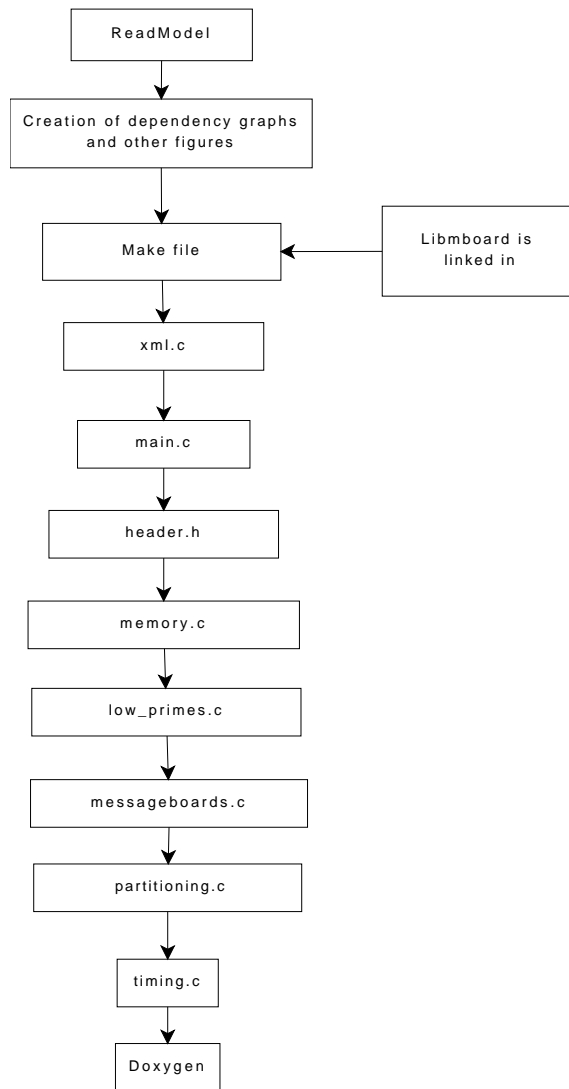 ReadModel
Creation of dependency graphs
and other figures
Make file
Libmboard is
linked in
xml.c
main.c
header.h
memory.c
low_primes.c
messageboards.c
partitioning.c
timing.c
Doxygen